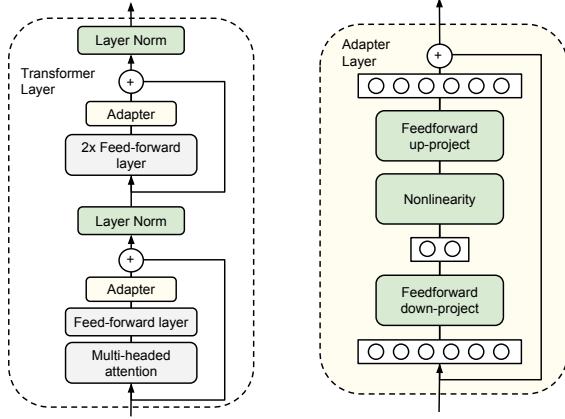 Layer Norm
Transformer
Layer
+
Adapter
2x Feed-forward
layer
Layer Norm
+
Adapter
Feed-forward layer
Multi-headed
attention
Adapter
Layer
+
Feedforward
up-project
Nonlinearity
Feedforward
down-project